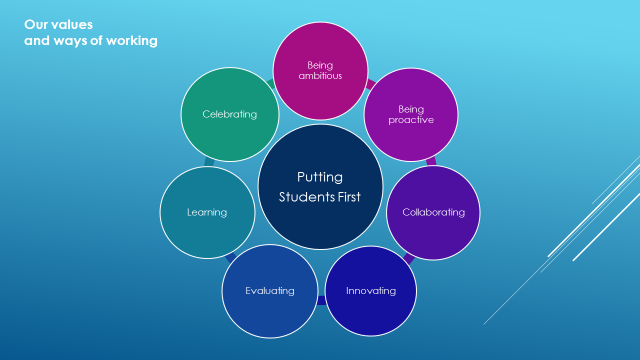 Our values
and ways of working
Being
ambitious
Being
proactive
Celebrating
Putting
Students First
Learning
Collaborating
Evaluating
Innovating